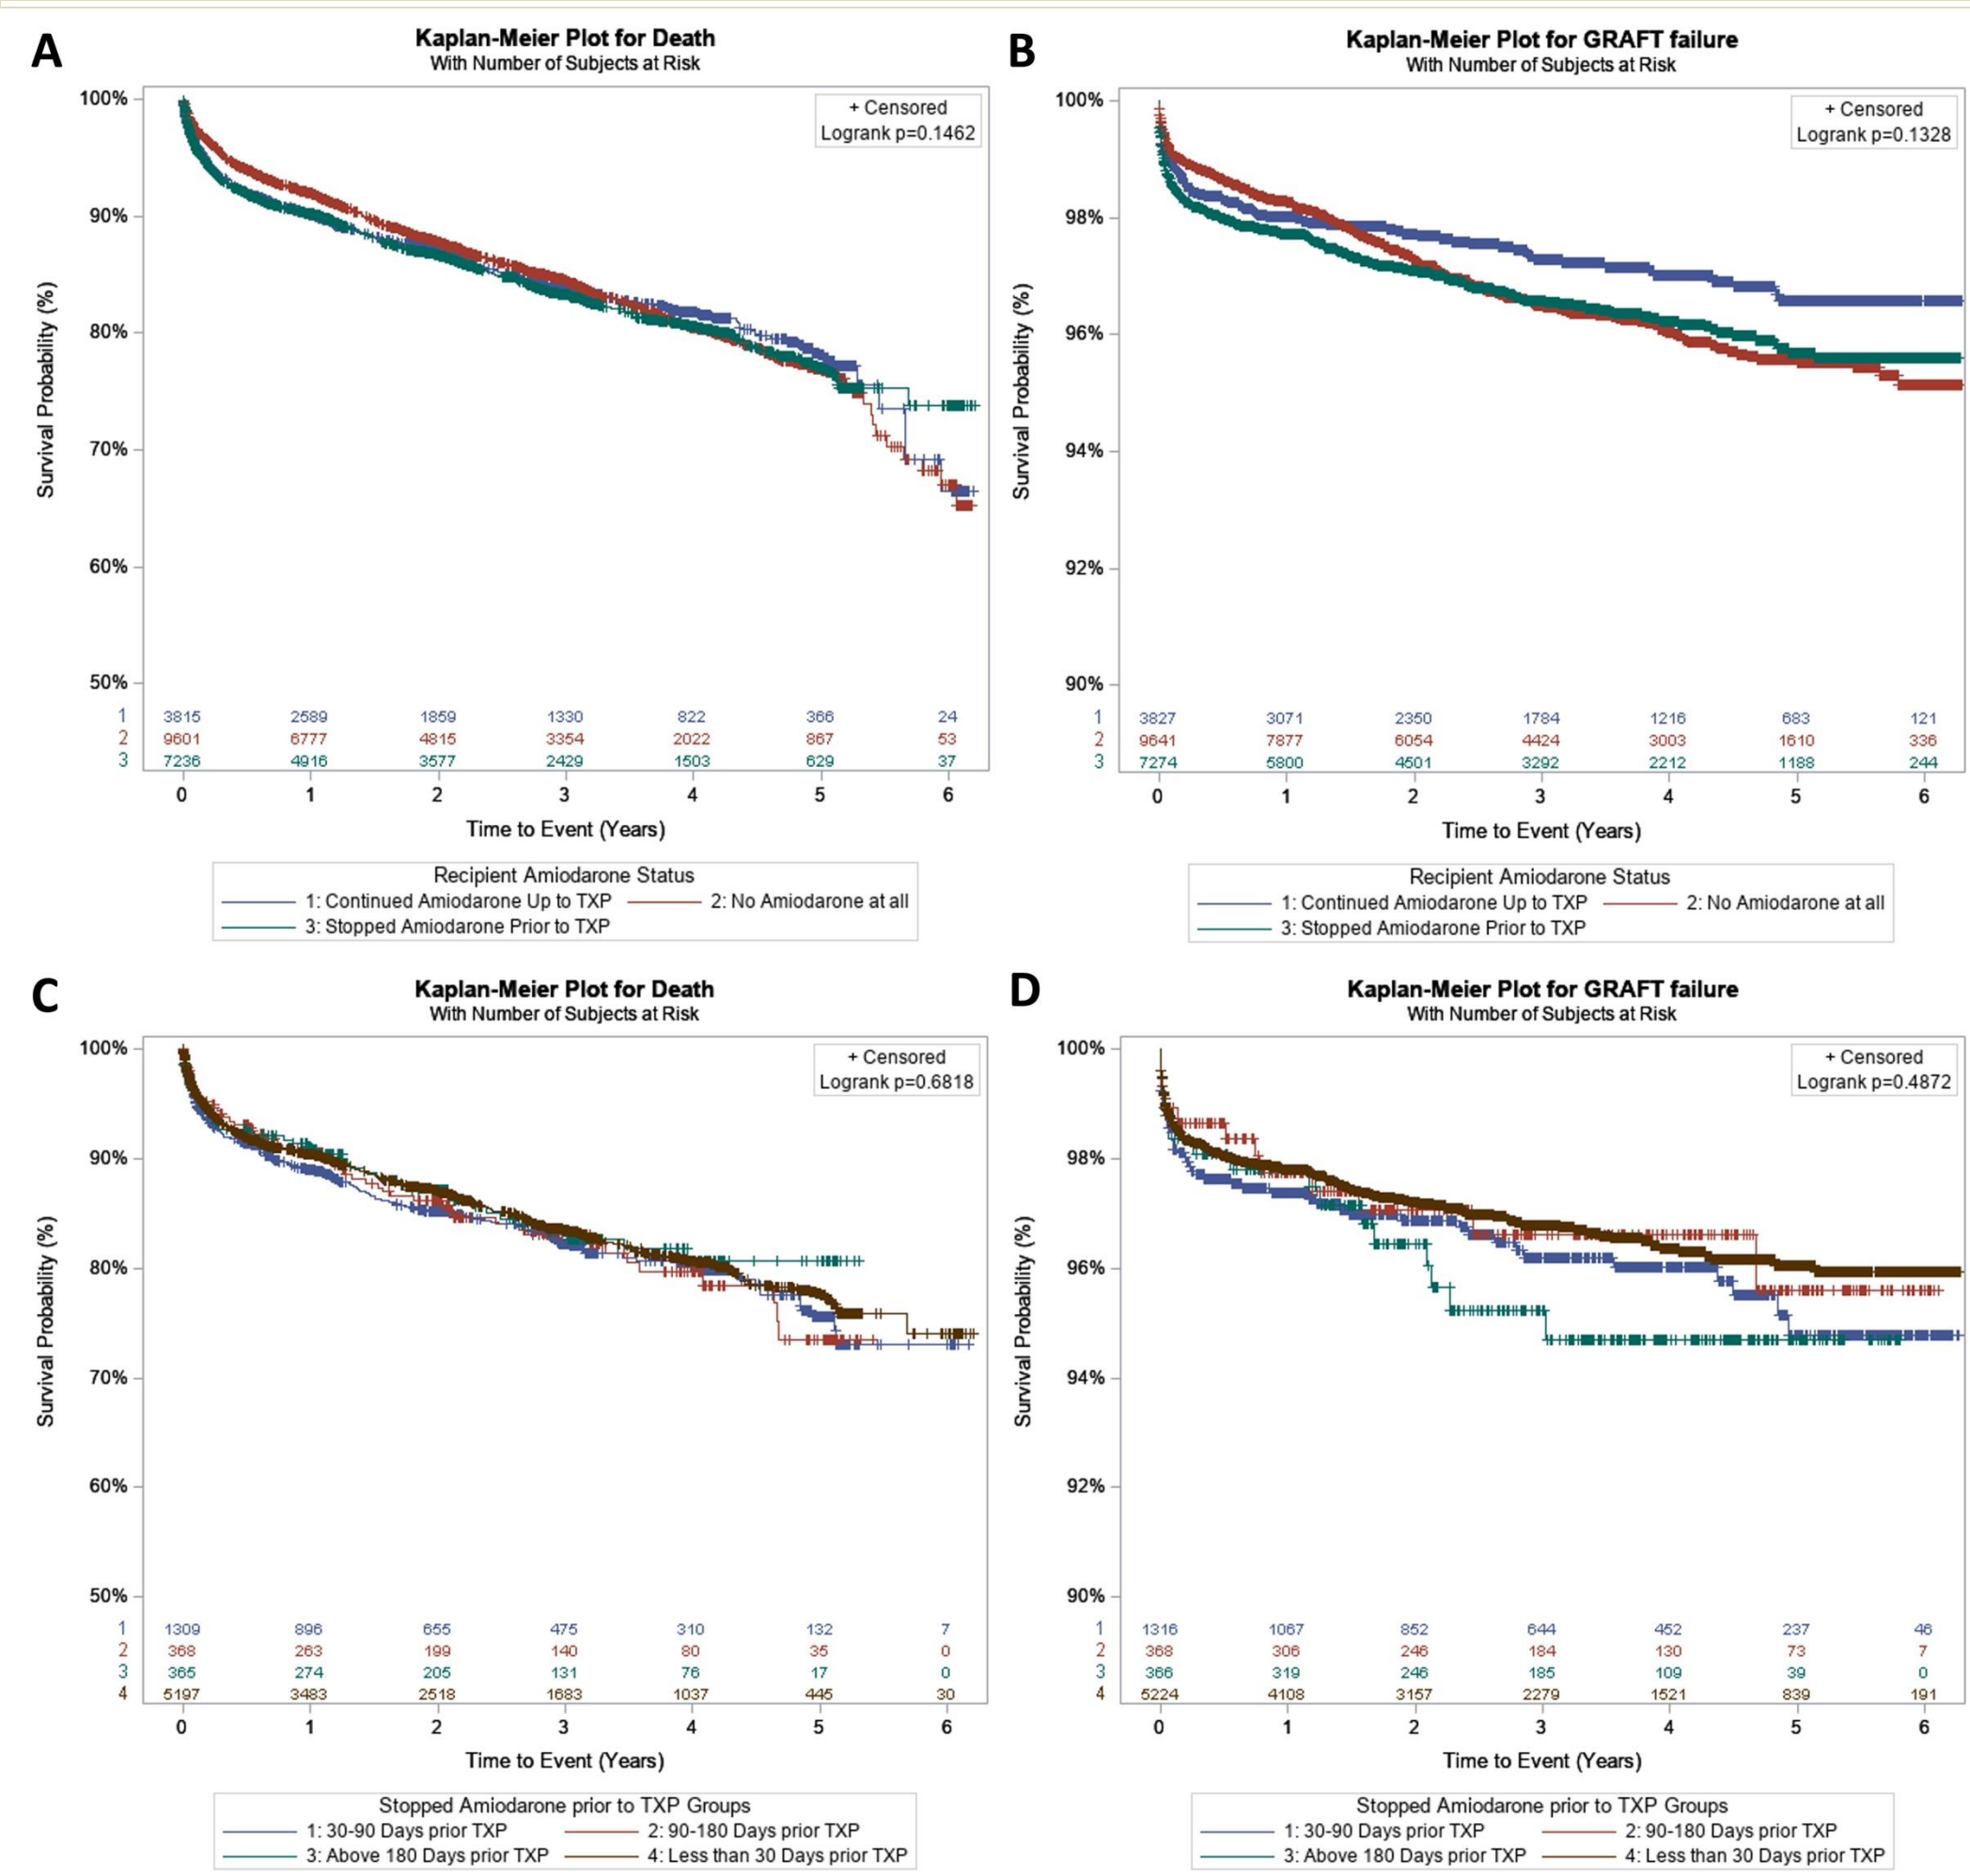 A
Kaplan-Meier Plot for Death
With Number of Subjects at Risk
+ Censored
Logrank p=0.1462
Survival Probability (%)
100%
90%
80%
70%
60%
50%
1 3815 2589 1859 1330 822 366 24
2 9601 6777 4815 3354 2022 867 53
3 7236 4916 3577 2429 1503 629 37
0 1 2 3 4 5 6
Time to Event (Years)
Recipient Amiodarone Status
1: Continued Amiodarone Up to TXP 2: No Amiodarone at all
3: Stopped Amiodarone Prior to TXP
B
Kaplan-Meier Plot for GRAFT failure
With Number of Subjects at Risk
+ Censored
Logrank p=0.1328
Survival Probability (%)
100%
98%
96%
94%
92%
90%
1 3827 3071 2350 1784 1216 683 121
2 9641 7877 6054 4424 3003 1610 336
3 7274 5800 4501 3292 2212 1188 244
0 1 2 3 4 5 6
Time to Event (Years)
Recipient Amiodarone Status
1: Continued Amiodarone Up to TXP 2: No Amiodarone at all
3: Stopped Amiodarone Prior to TXP
C
Kaplan-Meier Plot for Death
With Number of Subjects at Risk
+ Censored
Logrank p=0.6818
Survival Probability (%)
100%
90%
80%
70%
60%
50%
1 1309 896 655 475 310 132 7
2 368 263 199 140 80 35 0
3 365 274 205 131 76 17 0
4 5197 3483 2518 1683 1037 445 30
0 1 2 3 4 5 6
Time to Event (Years)
Stopped Amiodarone prior to TXP Groups
1: 30-90 Days prior TXP 2: 90-180 Days prior TXP
3: Above 180 Days prior TXP 4: Less than 30 Days prior TXP
D
Kaplan-Meier Plot for GRAFT failure
With Number of Subjects at Risk
+ Censored
Logrank p=0.4872
Survival Probability (%)
100%
98%
96%
94%
92%
90%
1 1316 1067 852 644 452 237 46
2 368 306 246 184 130 73 7
3 366 319 246 185 109 39 0
4 5224 4108 3157 2279 1521 839 191
0 1 2 3 4 5 6
Time to Event (Years)
Stopped Amiodarone prior to TXP Groups
1: 30-90 Days prior TXP 2: 90-180 Days prior TXP
3: Above 180 Days prior TXP 4: Less than 30 Days prior TXP